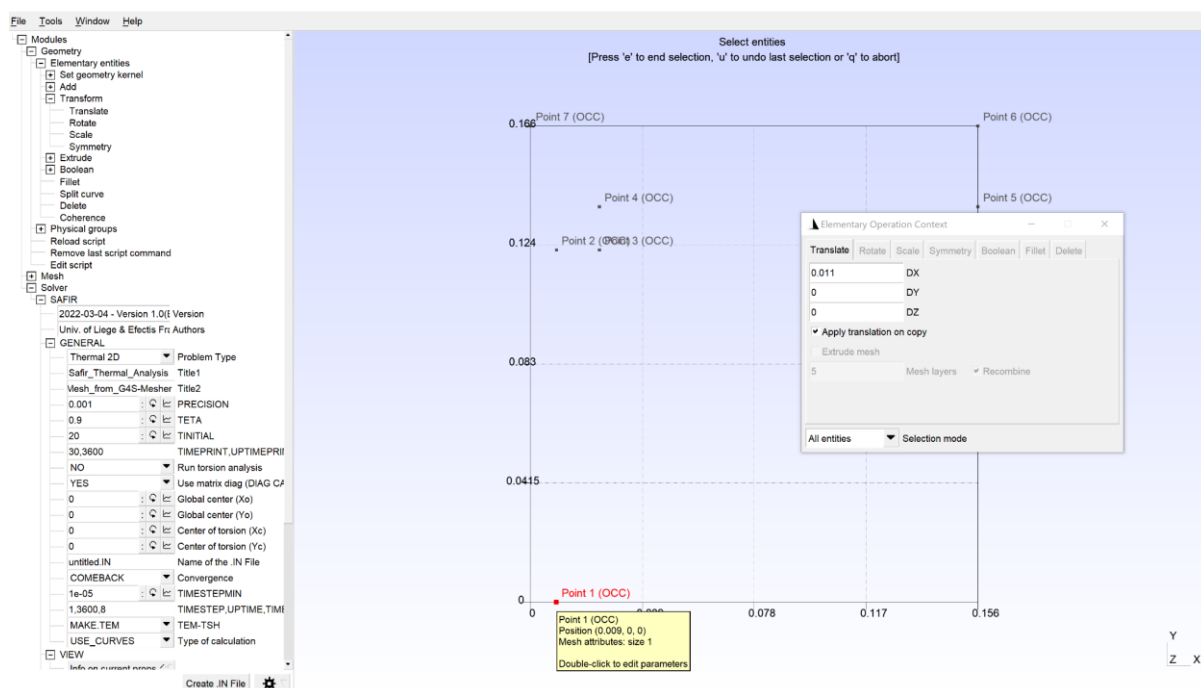 File Tools Window Help
Modules
Geometry
Elementary entities
Set geometry kernel
Add
Transform
Translate
Rotate
Scale
Symmetry
Extrude
Boolean
Fillet
Split curve
Delete
Coherence
Physical groups
Reload script
Remove last script command
Edit script
Mesh
Solver
SAFIR
2022-03-04 - Version 1.0(E Version
Univ. of Liege & Efectis Fra Authors
GENERAL
Thermal 2D Problem Type
Safir_Thermal_Analysis Title1
Mesh_from_G4S-Mesher Title2
0.001 PRECISION
0.9 TETA
20 TINITIAL
30,3600 TIMEPRINT,UPTIMEPRI
NO Run torsion analysis
YES Use matrix diag (DIAG CA
0 Global center (Xo)
0 Global center (Yo)
0 Center of torsion (Xc)
0 Center of torsion (Yc)
untitled.IN Name of the .IN File
COMEBACK Convergence
1e-05 TIMESTEPMIN
1,3600,8 TIMESTEP,UPTIME,TIME
MAKE.TEM TEM-TSH
USE_CURVES Type of calculation
VIEW
Info on current props
Create .IN File
Select entities
[Press 'e' to end selection, 'u' to undo last selection or 'q' to abort]
0.166 Point 7 (OCC) Point 6 (OCC)
Point 4 (OCC) Point 5 (OCC)
0.124 Point 2 (OCC) Point 3 (OCC)
0.083
0.0415
0 Point 1 (OCC)
0 0.039 0.078 0.117 0.156
Point 1 (OCC)
Position (0.009, 0, 0)
Mesh attributes: size 1
Double-click to edit parameters
Elementary Operation Context
Translate Rotate Scale Symmetry Boolean Fillet Delete
0.011 DX
0 DY
0 DZ
Apply translation on copy
Extrude mesh
5 Mesh layers Recombine
All entities Selection mode
Y
Z X